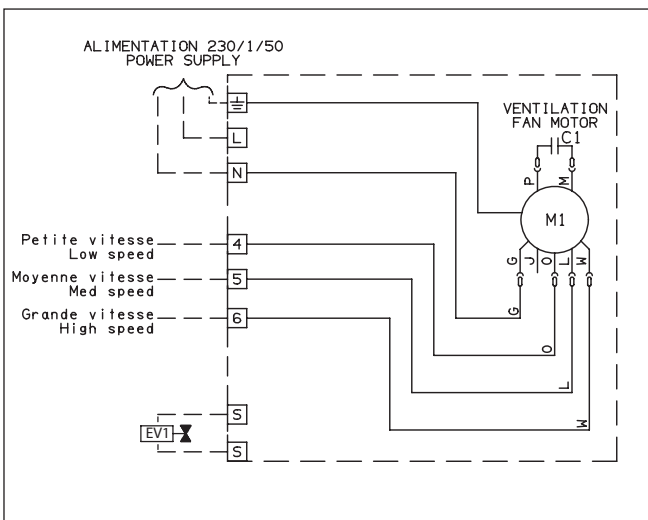 ALIMENTATION 230/1/50
POWER SUPPLY
VENTILATION
FAN MOTOR
C1
L
N
P
M
M1
Petite vitesse
Low speed
4
Moyenne vitesse
Med speed
5
Grande vitesse
High speed
6
G
J
O
L
W
G
O
L
W
S
EV1
S